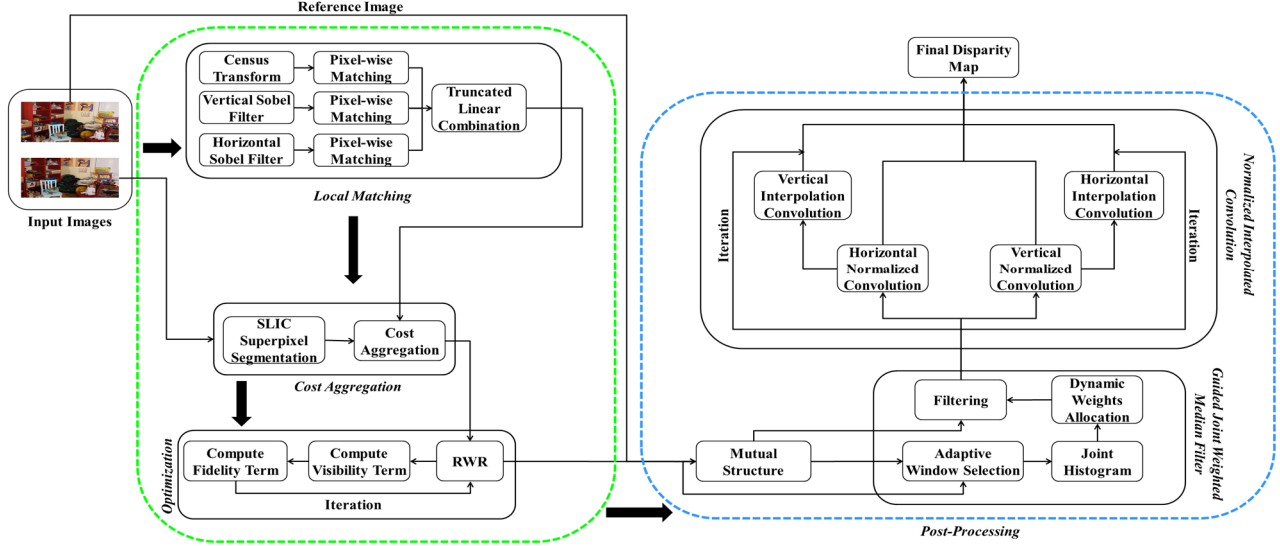 Reference Image
Input Images
Census
Transform
Pixel-wise
Matching
Vertical Sobel
Filter
Pixel-wise
Matching
Horizontal
Sobel Filter
Pixel-wise
Matching
Truncated
Linear
Combination
Local Matching
SLIC
Superpixel
Segmentation
Cost
Aggregation
Cost Aggregation
Optimization
Compute
Fidelity Term
Compute
Visibility Term
RWR
Iteration
Final Disparity
Map
Normalized Interpolated
Convolution
Iteration
Vertical
Interpolation
Convolution
Horizontal
Interpolation
Convolution
Iteration
Horizontal
Normalized
Convolution
Vertical
Normalized
Convolution
Guided Joint Weighted
Median Filter
Filtering
Dynamic
Weights
Allocation
Mutual
Structure
Adaptive
Window Selection
Joint
Histogram
Post-Processing